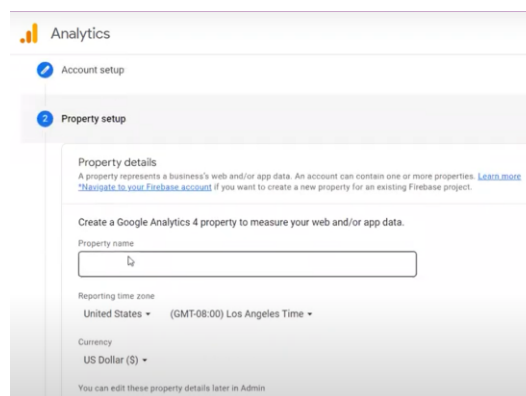 Analytics
Account setup
2 Property setup
Property details
A property represents a business's web and/or app data. An account can contain one or more properties. Learn more
*Navigate to your Firebase account if you want to create a new property for an existing Firebase project.
Create a Google Analytics 4 property to measure your web and/or app data.
Property name
Reporting time zone
United States (GMT-08:00) Los Angeles Time
Currency
US Dollar ($)
You can edit these property details later in Admin